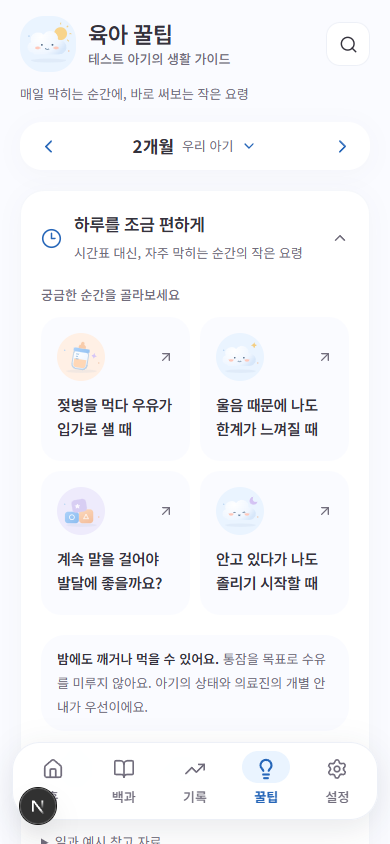 육아 꿀팁
테스트 아기의 생활 가이드
매일 막히는 순간에, 바로 써보는 작은 요령
2개월 우리 아기
하루를 조금 편하게
시간표 대신, 자주 막히는 순간의 작은 요령
궁금한 순간을 골라보세요
젖병을 먹다 우유가
입가로 샐 때
울음 때문에 나도
한계가 느껴질 때
계속 말을 걸어야
발달에 좋을까요?
안고 있다가 나도
졸리기 시작할 때
밤에도 깨거나 먹을 수 있어요. 통잠을 목표로 수유
를 미루지 않아요. 아기의 상태와 의료진의 개별 안
내가 우선이에요.
백과
기록
꿀팁
설정
N
일과 예시 참고 자료